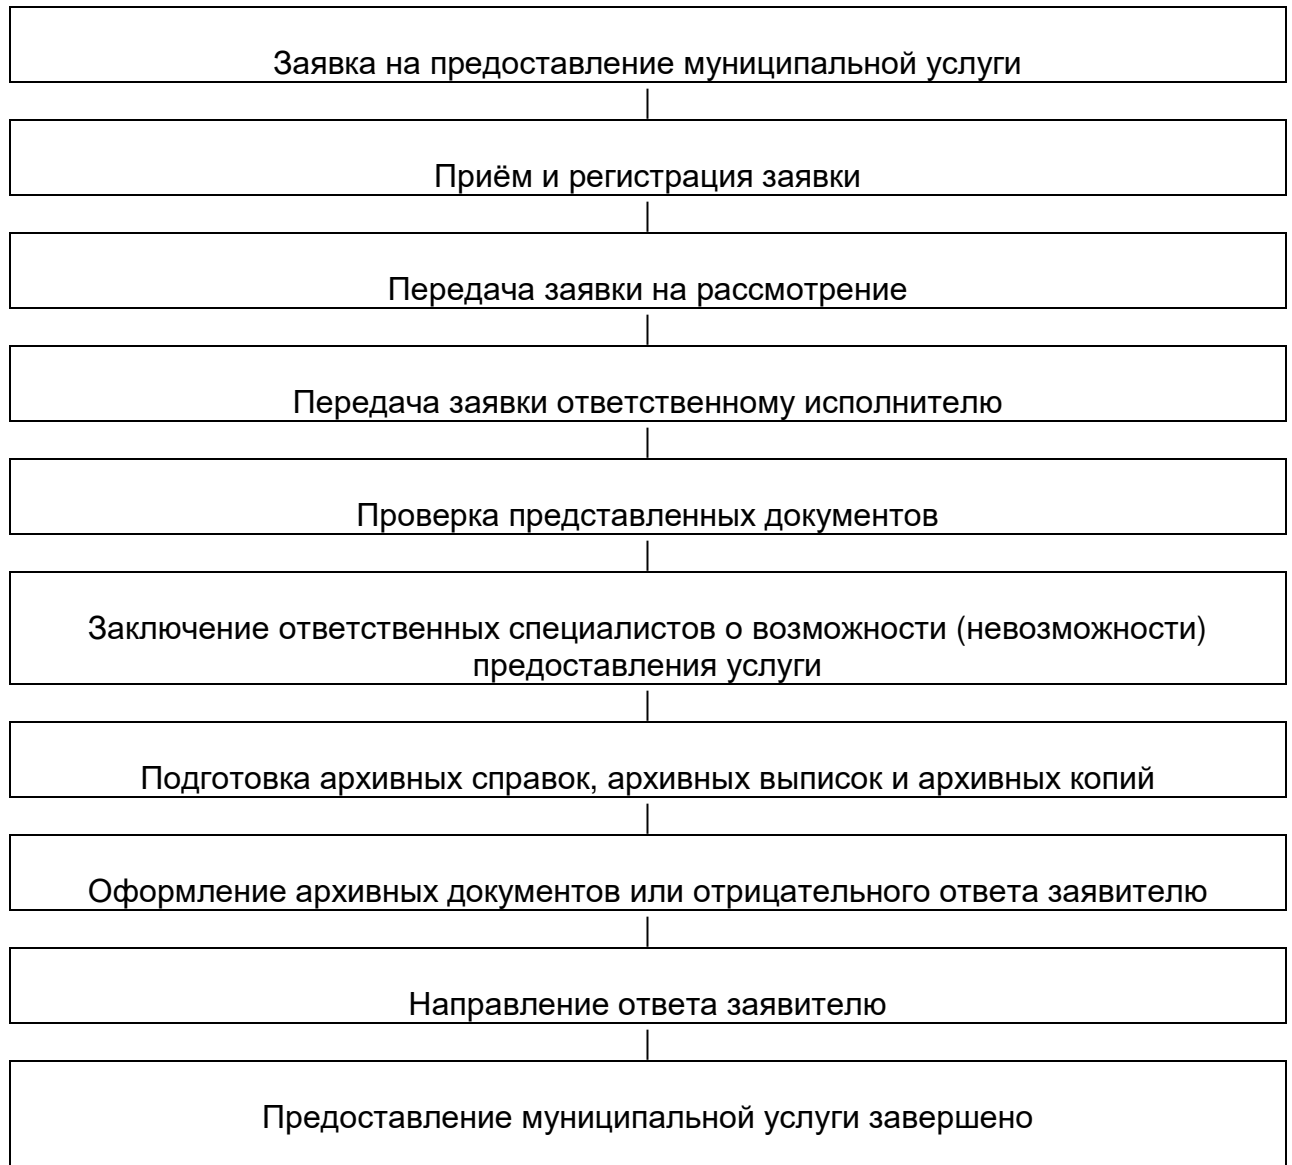 Заявка на предоставление муниципальной услуги
Приём и регистрация заявки
Передача заявки на рассмотрение
Передача заявки ответственному исполнителю
Проверка представленных документов
Заключение ответственных специалистов о возможности (невозможности)
предоставления услуги
Подготовка архивных справок, архивных выписок и архивных копий
Оформление архивных документов или отрицательного ответа заявителю
Направление ответа заявителю
Предоставление муниципальной услуги завершено